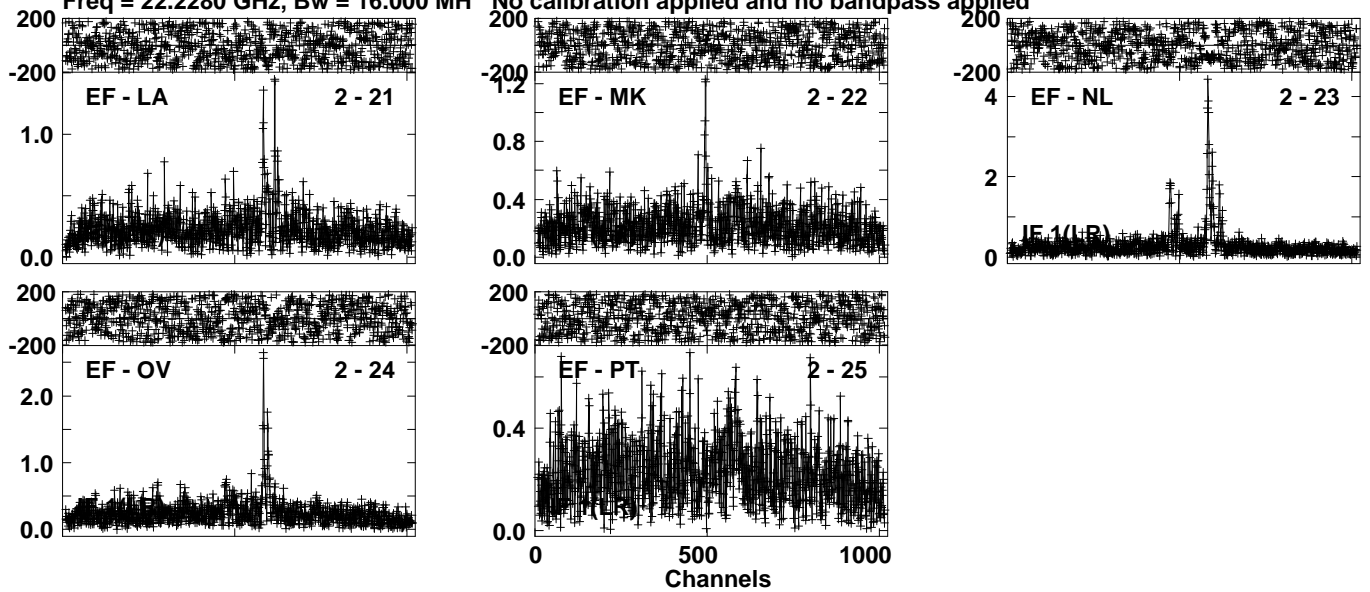 Freq = 22.2280 GHz, Bw = 16.000 MH No calibration applied and no bandpass applied
200
-200
EF - LA 2 - 21
1.0
0.0
200
-200
EF - MK 2 - 22
1.2
0.8
0.4
0.0
200
-200
EF - NL 2 - 23
4
2
0
IF 1(LR)
200
-200
EF - OV 2 - 24
2.0
1.0
0.0
200
-200
EF - PT 2 - 25
0.4
0.0
(LR)
0 500 1000
Channels